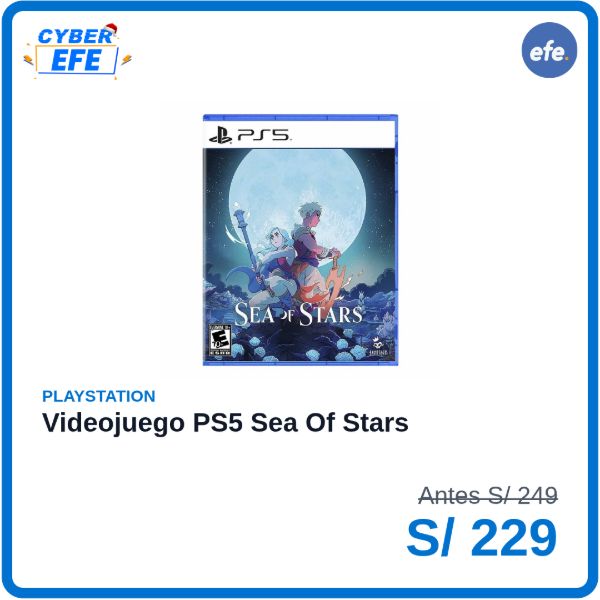 CYBER
EFE
efe.
PS5
SEA OF STARS
E
PLAYSTATION
Videojuego PS5 Sea Of Stars
Antes S/ 249
S/ 229